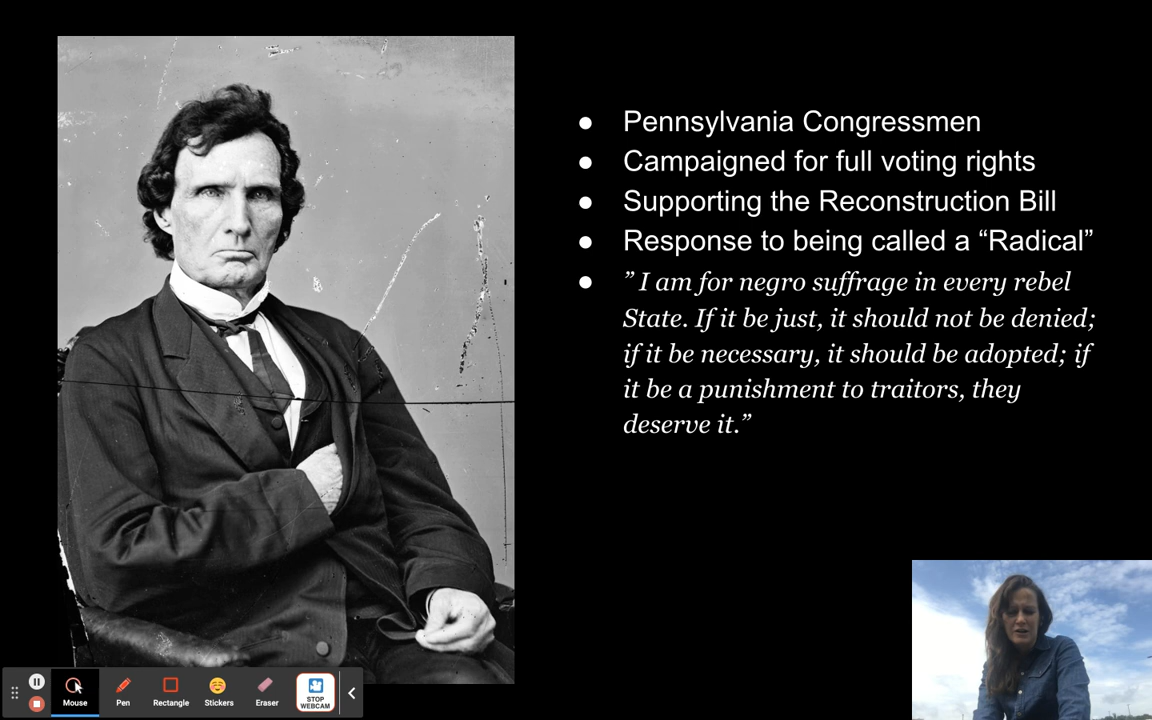 Pennsylvania Congressmen
Campaigned for full voting rights
Supporting the Reconstruction Bill
Response to being called a “Radical”
” I am for negro suffrage in every rebel
State. If it be just, it should not be denied;
if it be necessary, it should be adopted; if
it be a punishment to traitors, they
deserve it.”
Mouse
Pen
Rectangle
Stickers
Eraser
STOP
WEBCAM